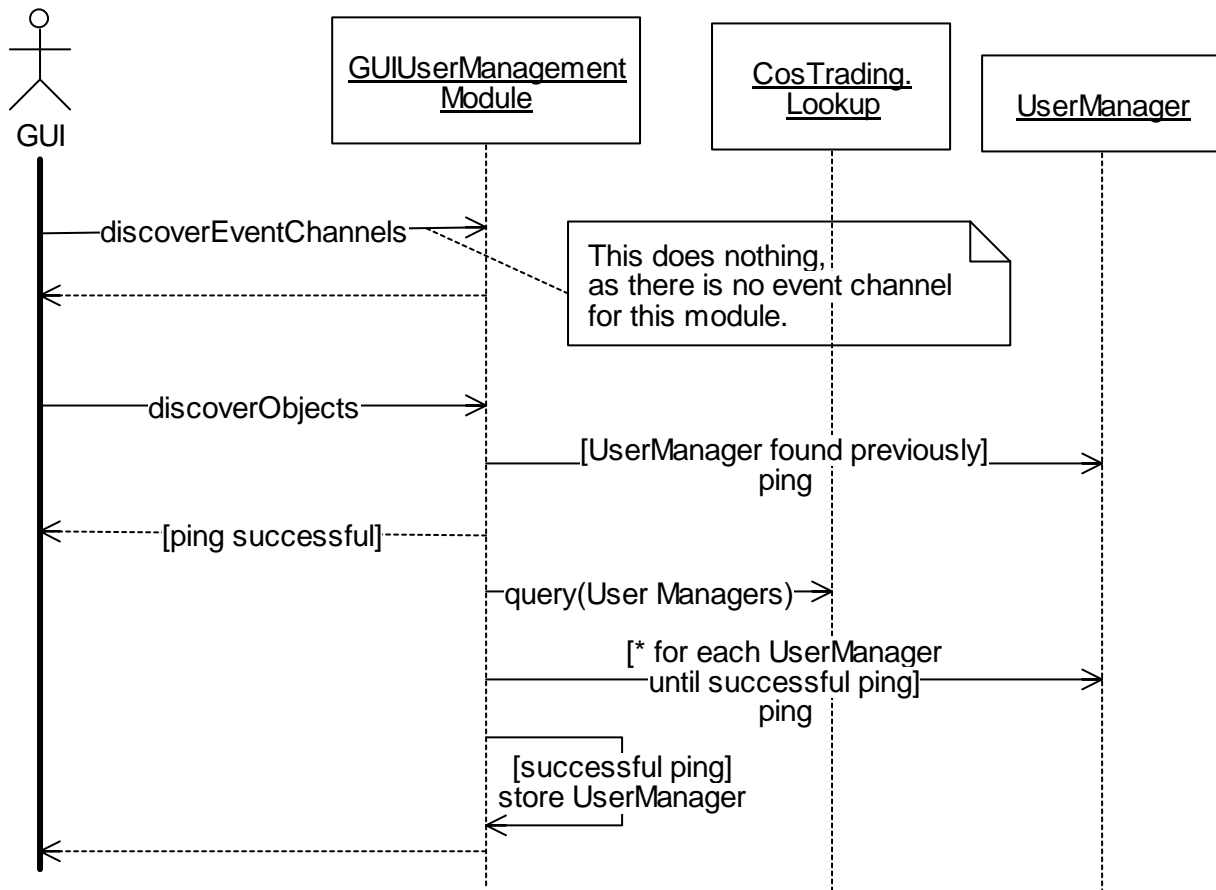 GUIUserManagement
Module
CosTrading.
Lookup
UserManager
GUI
discoverEventChannels
This does nothing,
as there is no event channel
for this module.
discoverObjects
[UserManager found previously]
ping
[ping successful]
query(User Managers)
[* for each UserManager
until successful ping]
ping
[successful ping]
store UserManager